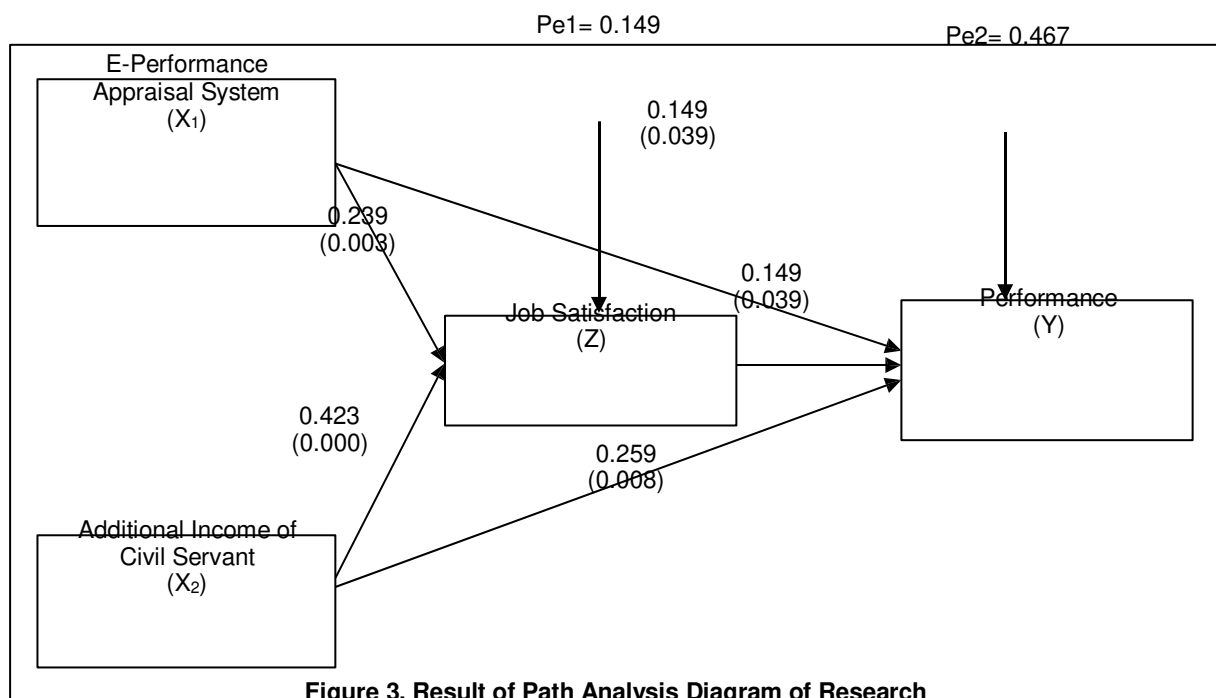 Pe1= 0.149
Pe2= 0.467
E-Performance
Appraisal System
(X₁)
0.149
(0.039)
0.239
(0.003)
0.149
(0.039)
Job Satisfaction
(Z)
Performance
(Y)
0.423
(0.000)
0.259
(0.008)
Additional Income of
Civil Servant
(X₂)
Figure 3. Result of Path Analysis Diagram of Research